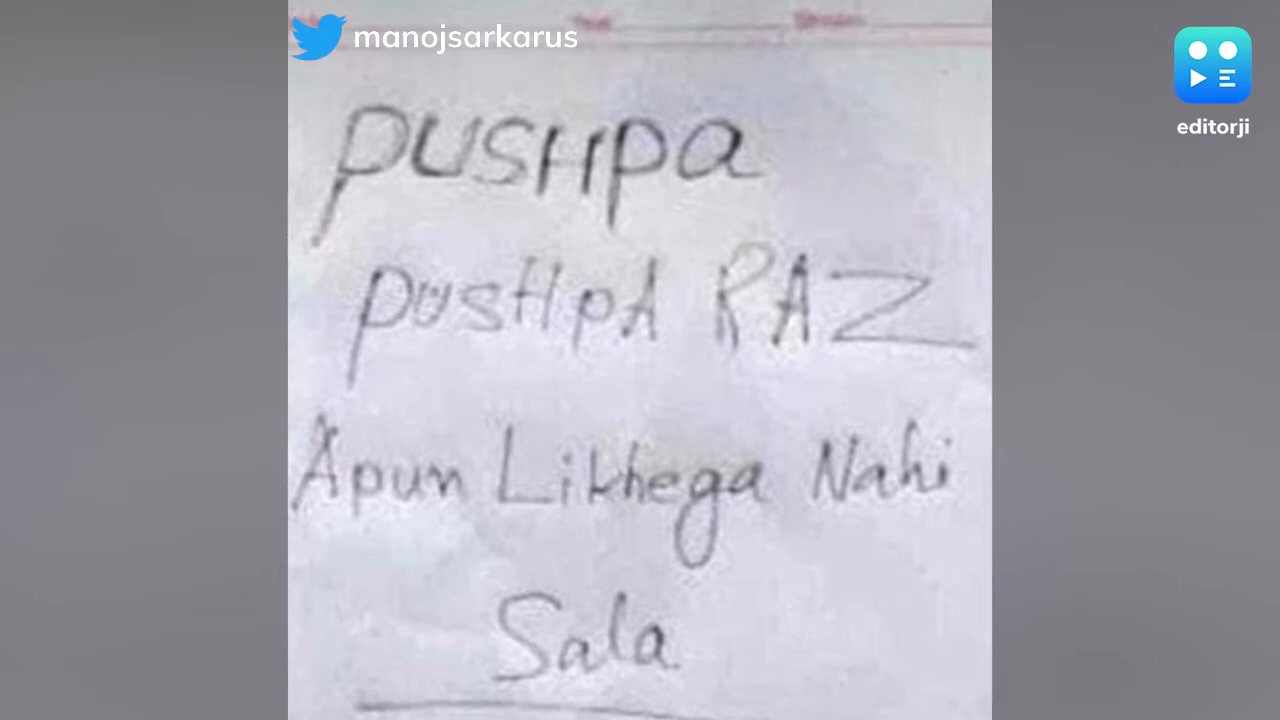 manojsarkarus
editorji
PUSHPA
PUSHPA RAZ
Apun Likhega Nahi
Sala